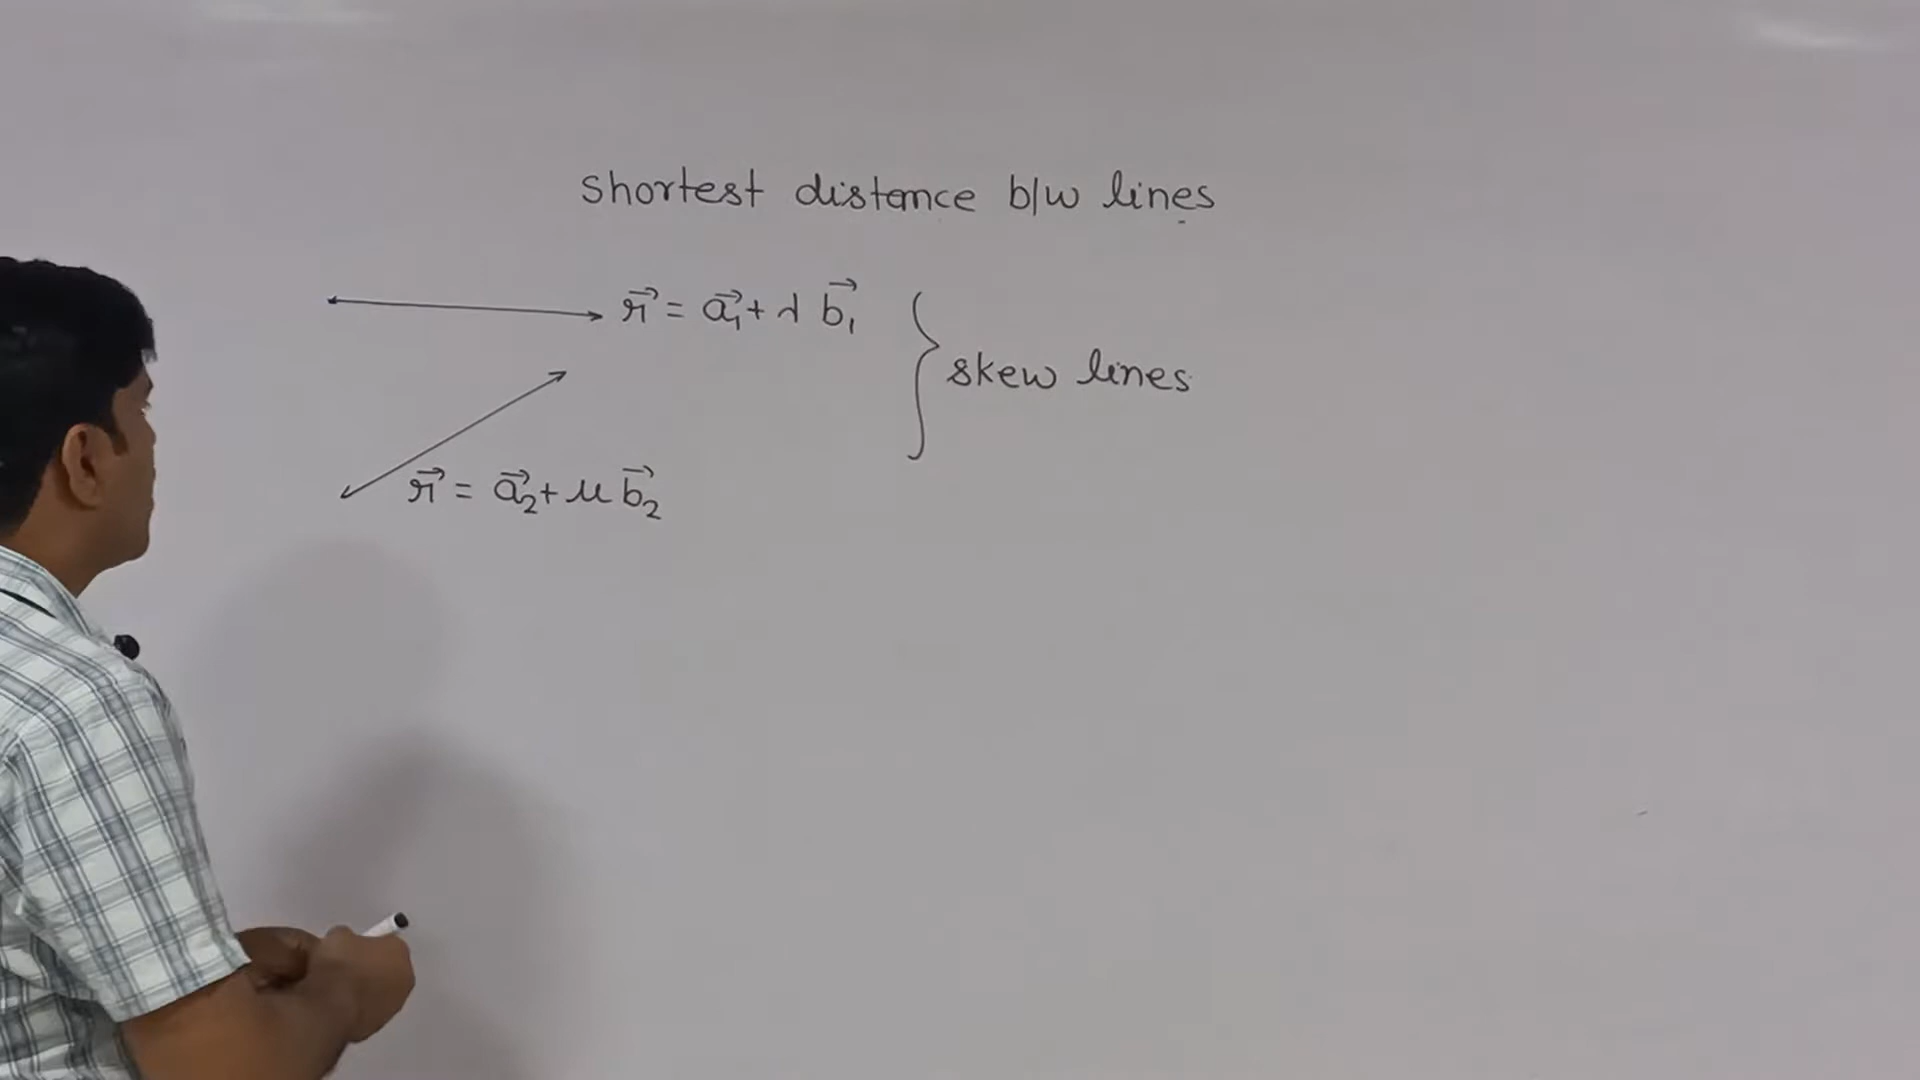 shortest distance b/w lines
r⃗ = a⃗₁ + λ b⃗₁
skew lines
r⃗ = a⃗₂ + μ b⃗₂